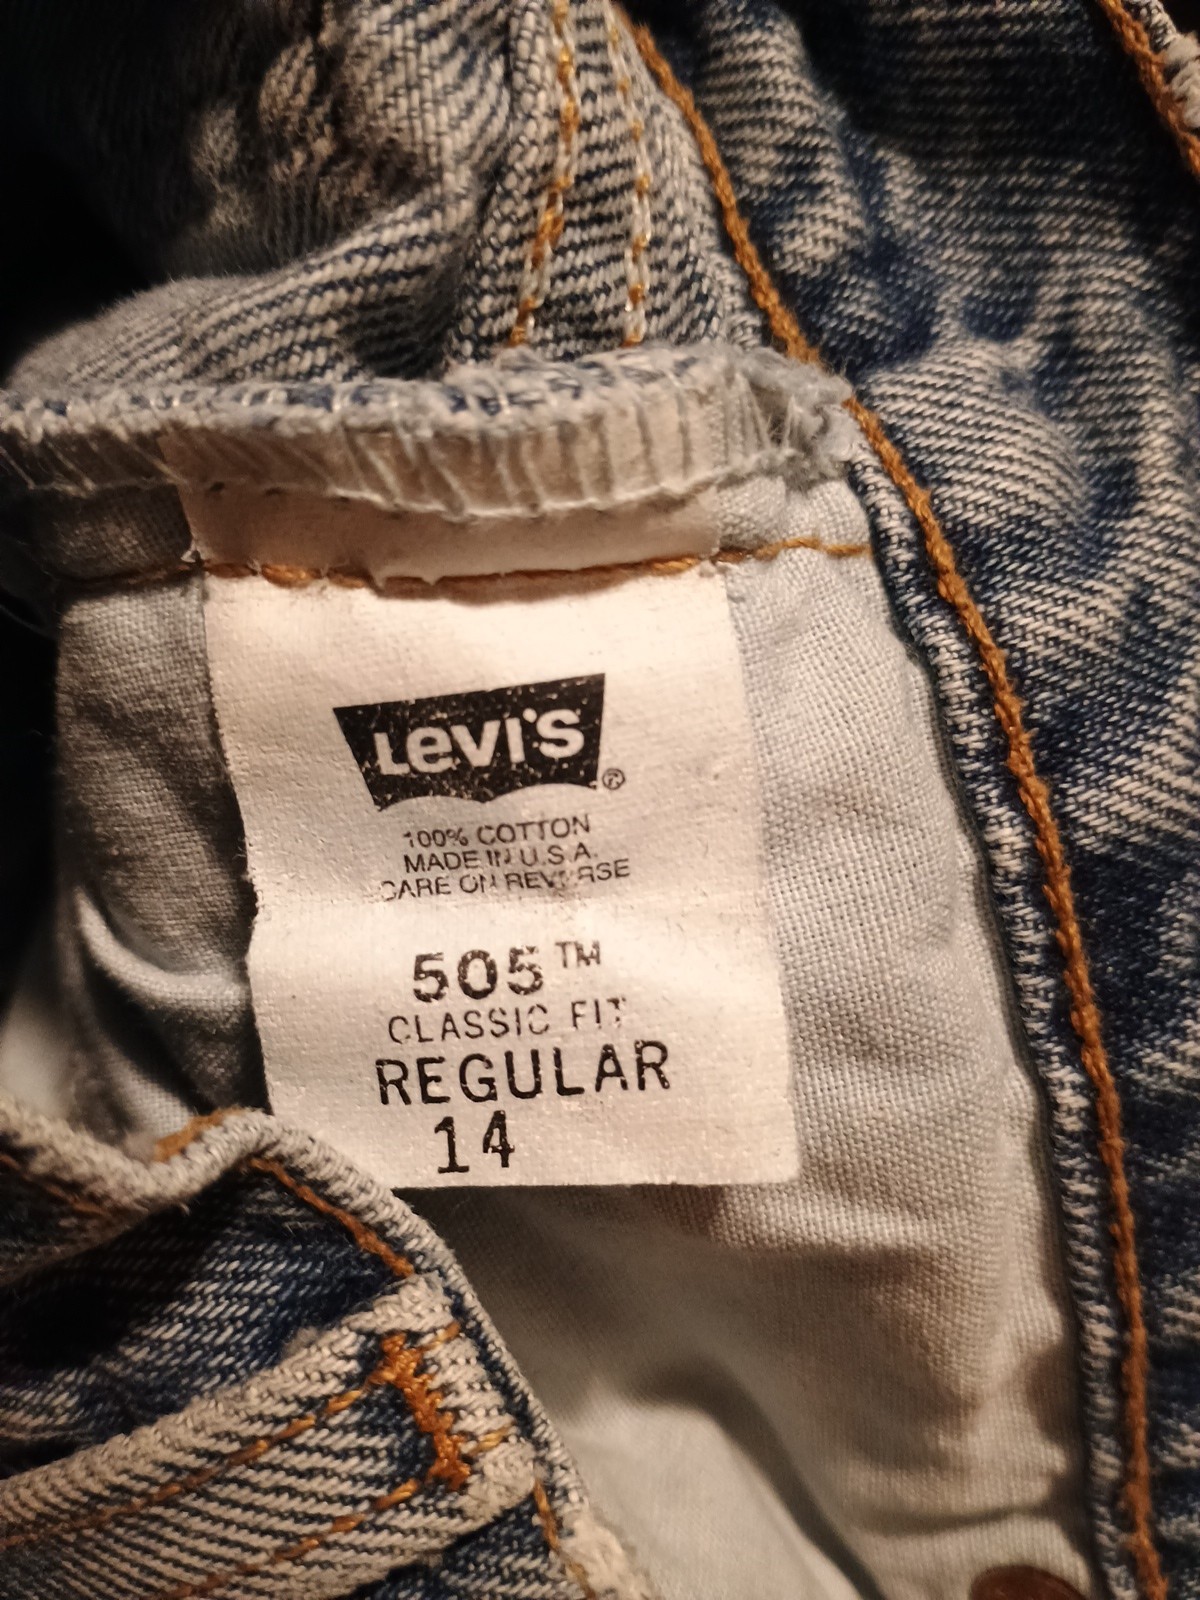 Levi's®
100% COTTON
MADE IN U.S.A.
CARE ON REVERSE
505™
CLASSIC FIT
REGULAR
14